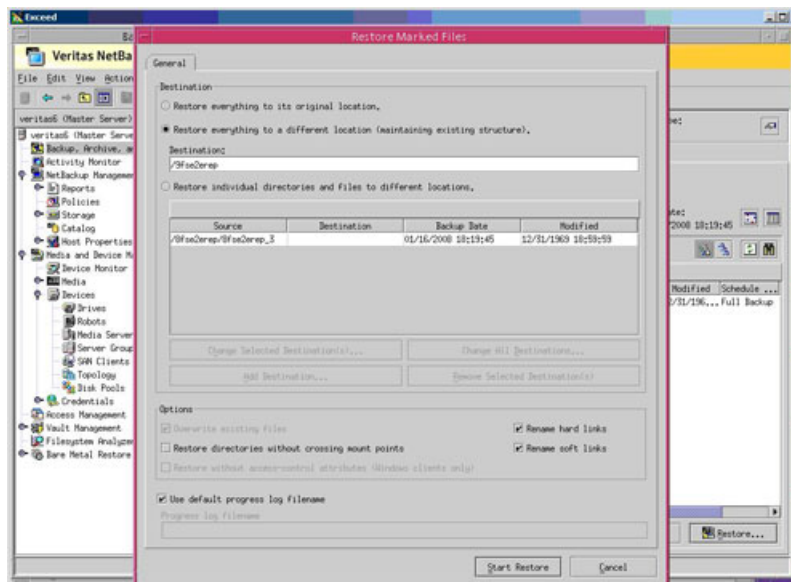 Exceed
Restore Marked Files
Veritas NetBa
File Edit View Action
veritas6 (Master Server)
veritas6 (Master Serve
Backup, Archive, a
Activity Monitor
NetBackup Manageme
Reports
Policies
Storage
Catalog
Host Properties
Media and Device M
Device Monitor
Media
Devices
Drives
Robots
Media Server
Server Group
SAN Clients
Topology
Disk Pools
Credentials
Access Management
Vault Management
Filesystem Analyzer
Bare Metal Restore
General
Destination
Restore everything to its original location.
Restore everything to a different location (maintaining existing structure).
Destination:
/9fse2erep
Restore individual directories and files to different locations.
Source Destination Backup Date Modified
/8fse2erep/8fse2erep_3 01/16/2008 18:19:45 12/31/1969 18:59:59
Change Selected Destination(s)... Change All Destinations...
Add Destination... Remove Selected Destination(s)
Options
Overwrite existing files
Rename hard links
Restore directories without crossing mount points
Rename soft links
Restore without access-control attributes (Windows clients only)
Use default progress log filename
Progress log filename
Start Restore Cancel
2008 18:19:45
Modified Schedule ...
2/31/196... Full Backup
Restore...